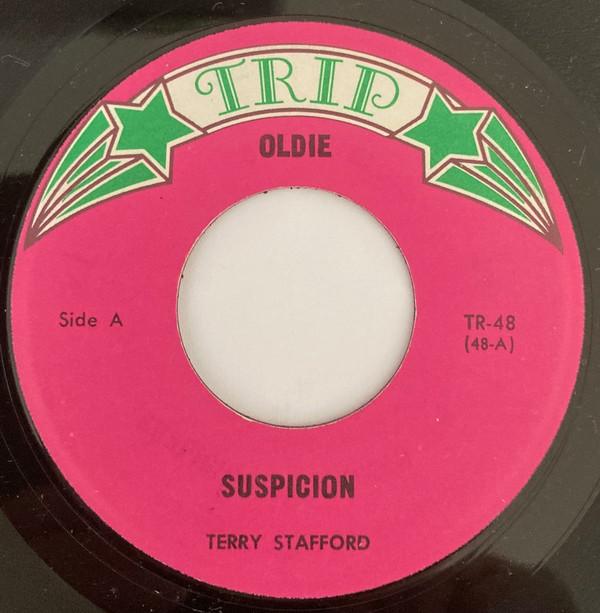 TRIP
OLDIE
Side A
TR-48
(48-A)
SUSPICION
TERRY STAFFORD